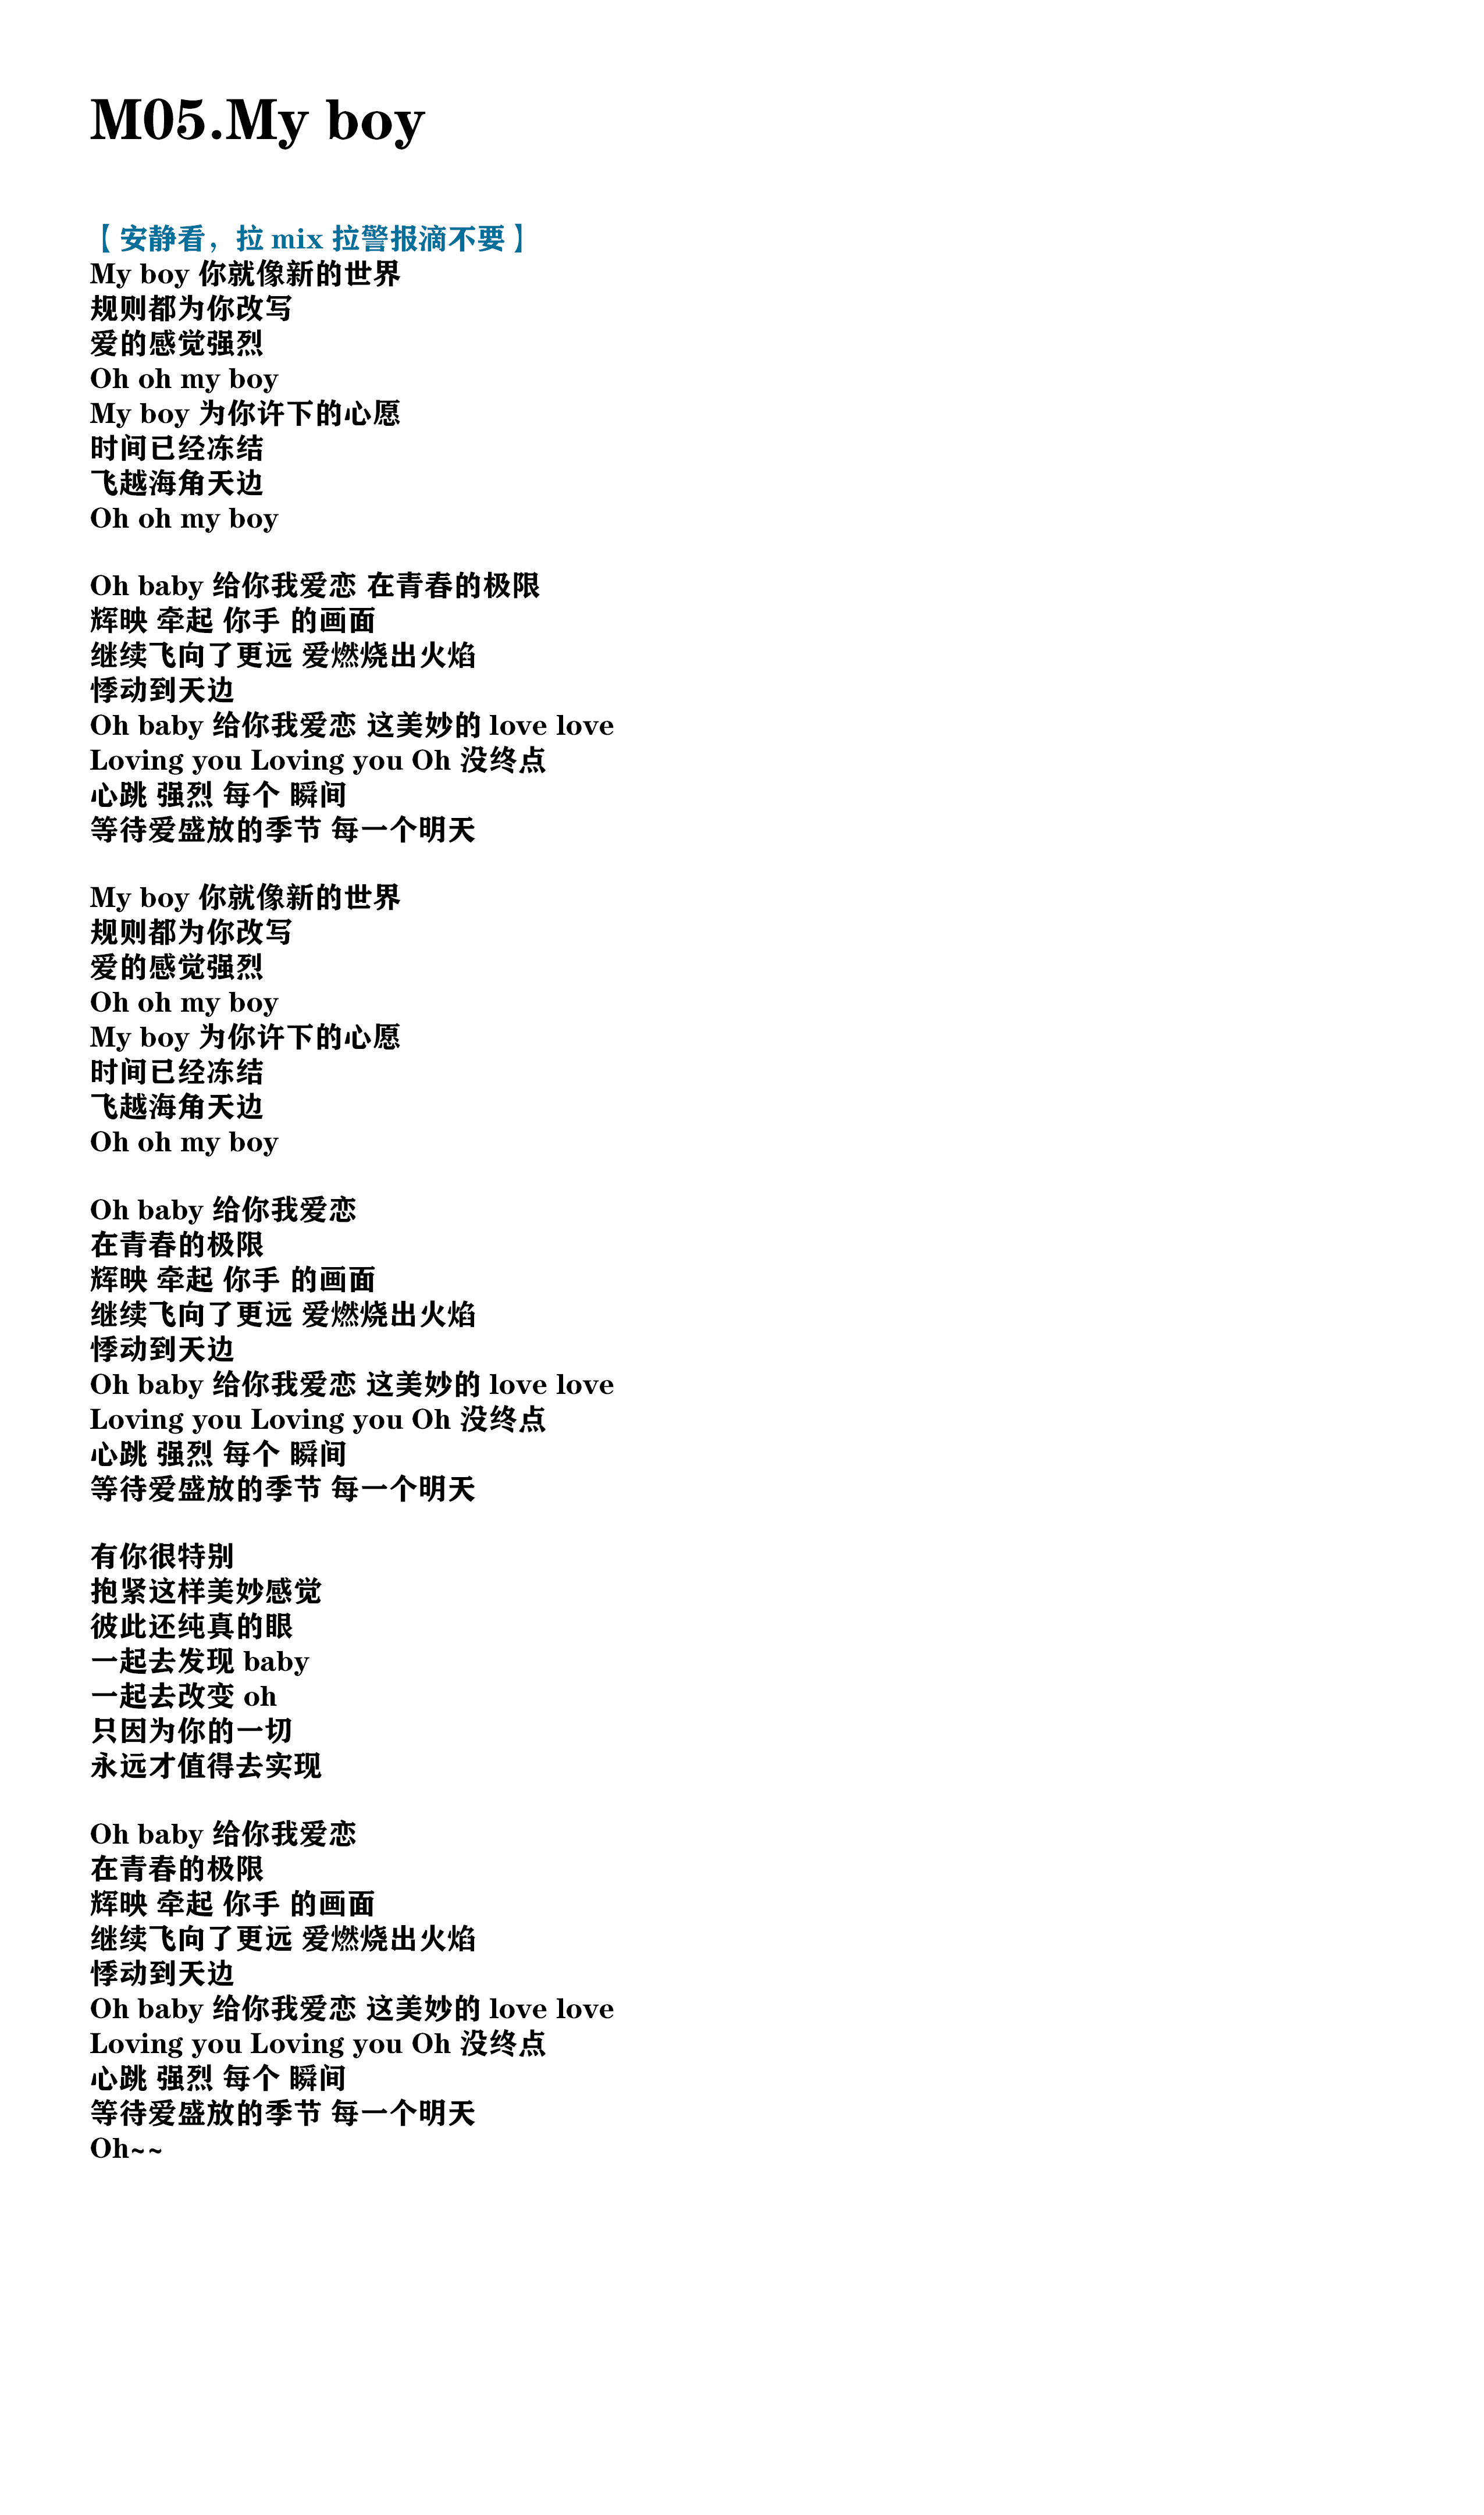 M05.My boy
【安静看，拉 mix 拉警报滴不要】
My boy 你就像新的世界
规则都为你改写
爱的感觉强烈
Oh oh my boy
My boy 为你许下的心愿
时间已经冻结
飞越海角天边
Oh oh my boy
Oh baby 给你我爱恋 在青春的极限
辉映 牵起 你手 的画面
继续飞向了更远 爱燃烧出火焰
悸动到天边
Oh baby 给你我爱恋 这美妙的 love love
Loving you Loving you Oh 没终点
心跳 强烈 每个 瞬间
等待爱盛放的季节 每一个明天
My boy 你就像新的世界
规则都为你改写
爱的感觉强烈
Oh oh my boy
My boy 为你许下的心愿
时间已经冻结
飞越海角天边
Oh oh my boy
Oh baby 给你我爱恋
在青春的极限
辉映 牵起 你手 的画面
继续飞向了更远 爱燃烧出火焰
悸动到天边
Oh baby 给你我爱恋 这美妙的 love love
Loving you Loving you Oh 没终点
心跳 强烈 每个 瞬间
等待爱盛放的季节 每一个明天
有你很特别
抱紧这样美妙感觉
彼此还纯真的眼
一起去发现 baby
一起去改变 oh
只因为你的一切
永远才值得去实现
Oh baby 给你我爱恋
在青春的极限
辉映 牵起 你手 的画面
继续飞向了更远 爱燃烧出火焰
悸动到天边
Oh baby 给你我爱恋 这美妙的 love love
Loving you Loving you Oh 没终点
心跳 强烈 每个 瞬间
等待爱盛放的季节 每一个明天
Oh~~